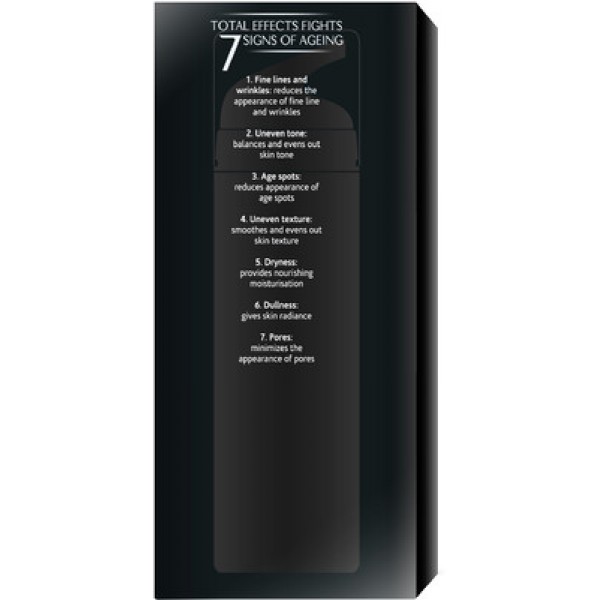 TOTAL EFFECTS FIGHTS
7 SIGNS OF AGEING
1. Fine lines and
wrinkles: reduces the
appearance of fine line
and wrinkles
2. Uneven tone:
balances and evens out
skin tone
3. Age spots:
reduces appearance of
age spots
4. Uneven texture:
smoothes and evens out
skin texture
5. Dryness:
provides nourishing
moisturisation
6. Dullness:
gives skin radiance
7. Pores:
minimizes the
appearance of pores